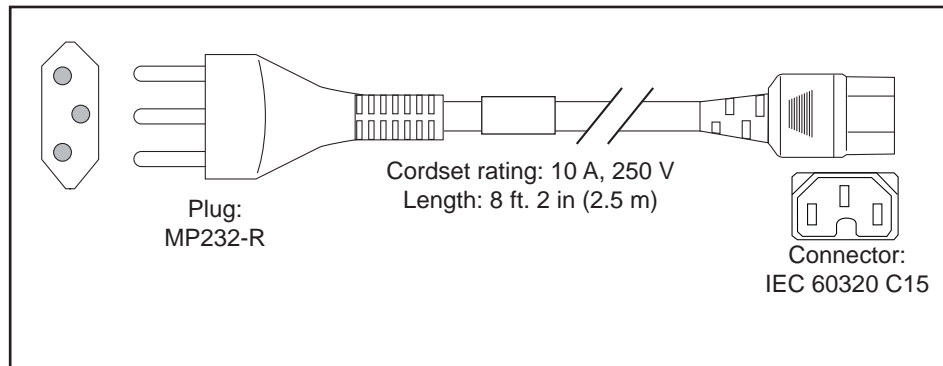 Cordset rating: 10 A, 250 V
Length: 8 ft. 2 in (2.5 m)
Plug:
MP232-R
Connector:
IEC 60320 C15